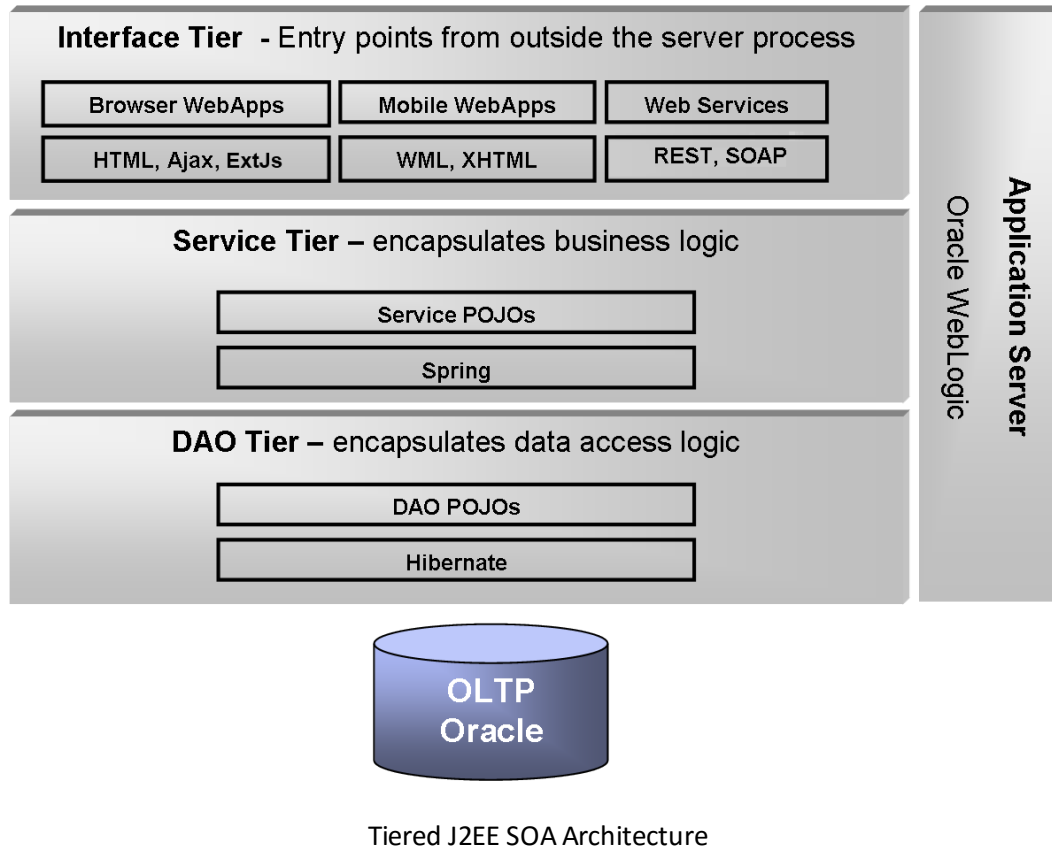 Interface Tier - Entry points from outside the server process
Browser WebApps
Mobile WebApps
Web Services
HTML, Ajax, ExtJs
WML, XHTML
REST, SOAP
Service Tier – encapsulates business logic
Service POJOs
Spring
DAO Tier – encapsulates data access logic
DAO POJOs
Hibernate
Application Server
Oracle WebLogic
OLTP
Oracle
Tiered J2EE SOA Architecture